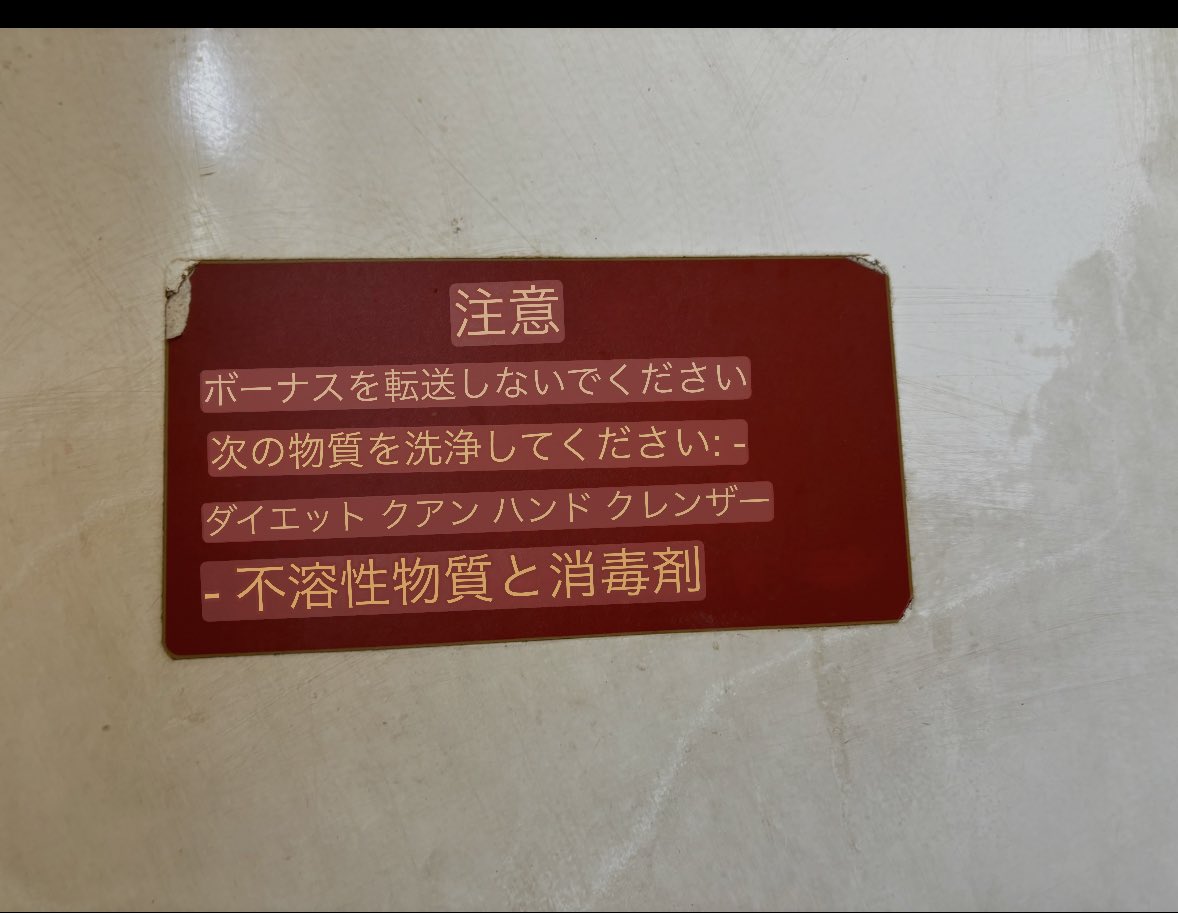 注意
ボーナスを転送しないでください
次の物質を洗浄してください: -
ダイエット クアン ハンド クレンザー
- 不溶性物質と消毒剤